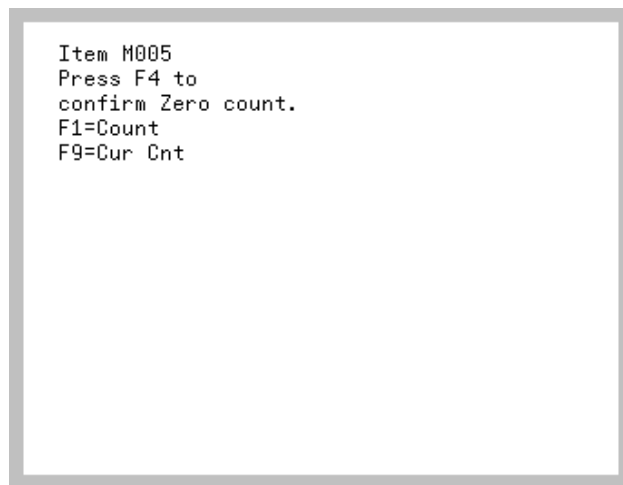 Item M005
Press F4 to
confirm Zero count.
F1=Count
F9=Cur Cnt